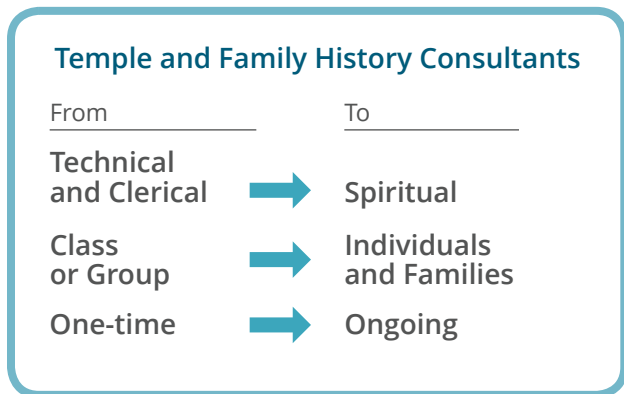 Temple and Family History Consultants
From To
Technical
and Clerical Spiritual
Class
or Group
Individuals
and Families
One-time Ongoing